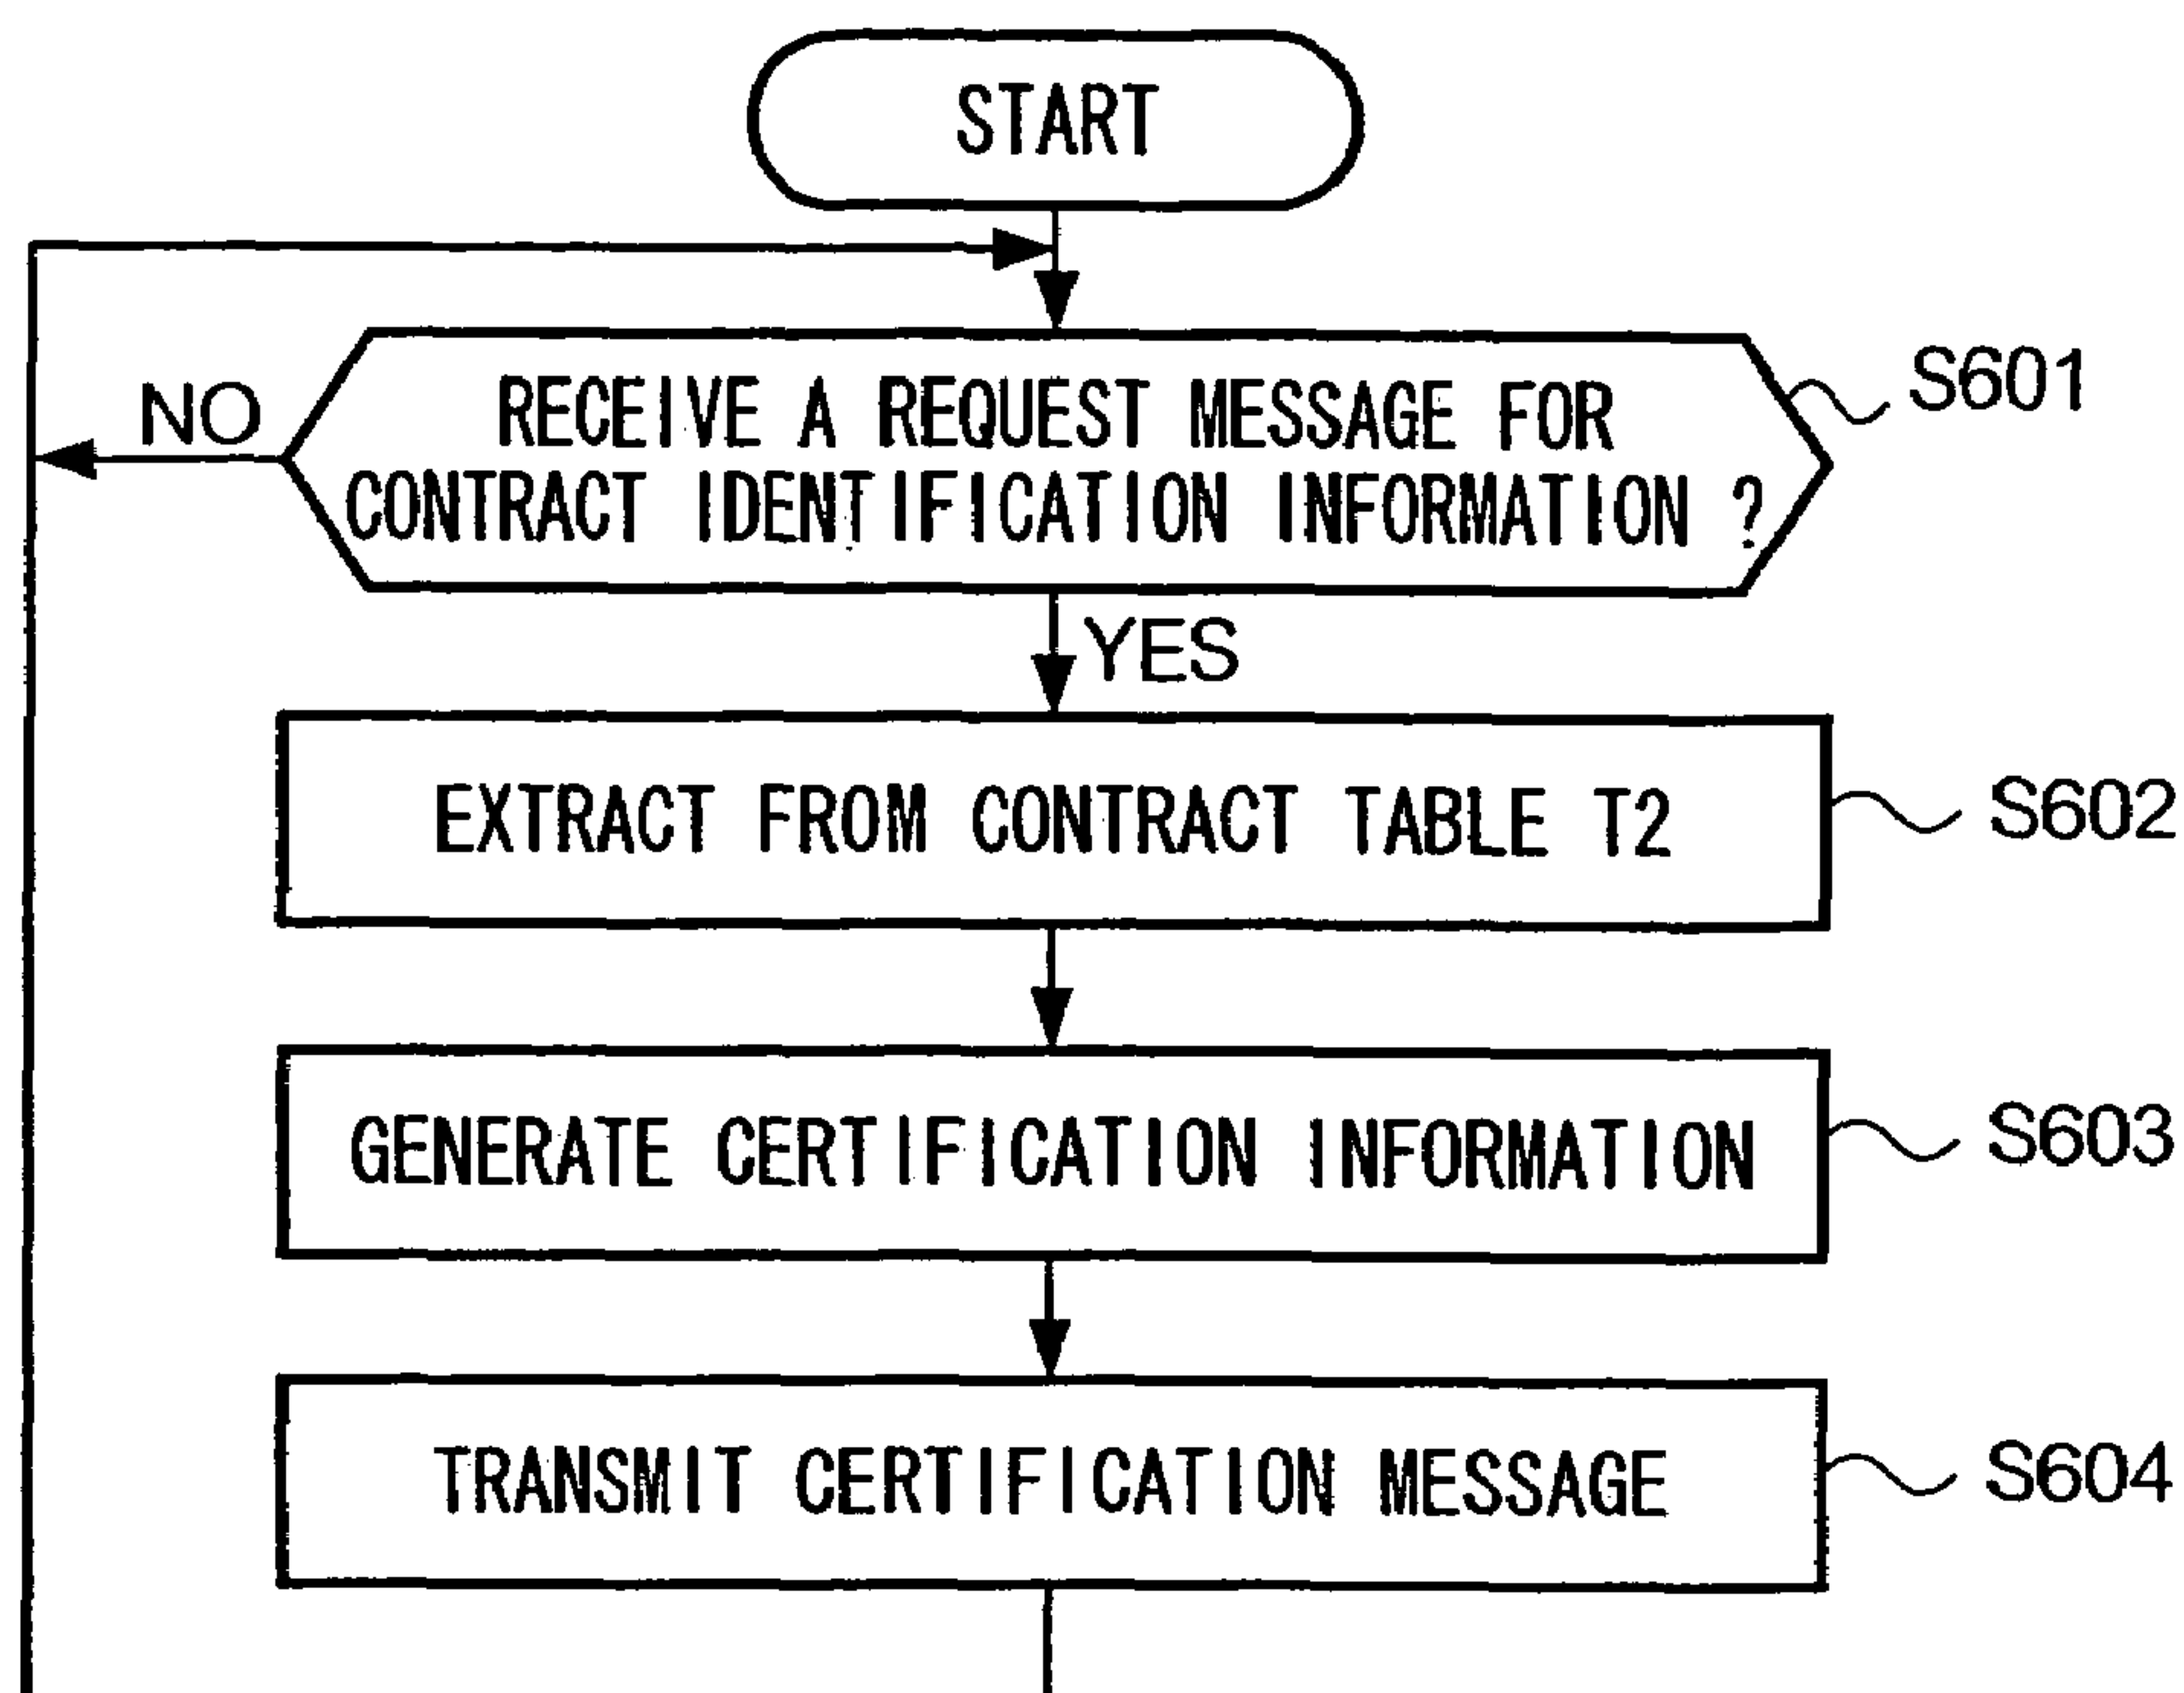 START
RECEIVE A REQUEST MESSAGE FOR
CONTRACT IDENTIFICATION INFORMATION ?
S601
NO
YES
EXTRACT FROM CONTRACT TABLE T2
S602
GENERATE CERTIFICATION INFORMATION
S603
TRANSMIT CERTIFICATION MESSAGE
S604